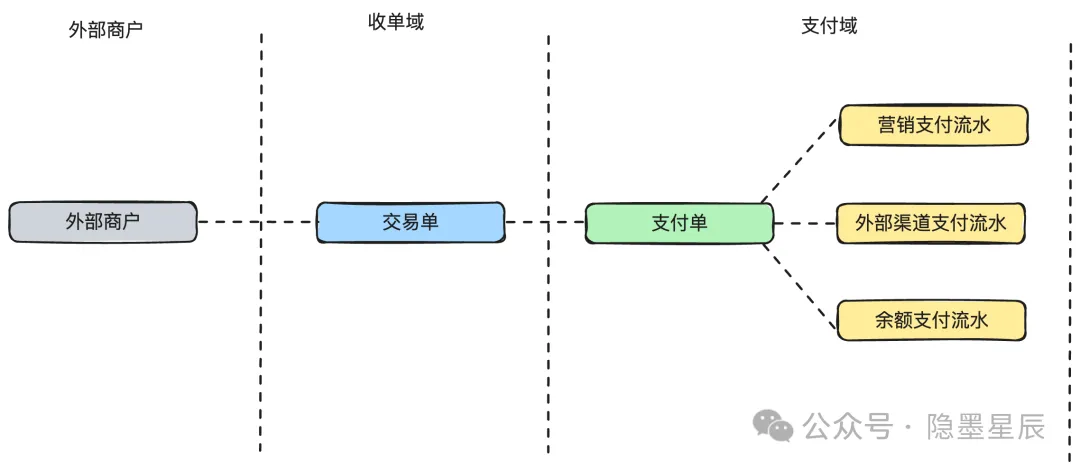 外部商户
收单域
支付域
营销支付流水
外部商户
交易单
支付单
外部渠道支付流水
余额支付流水
公众号 · 隐墨星辰